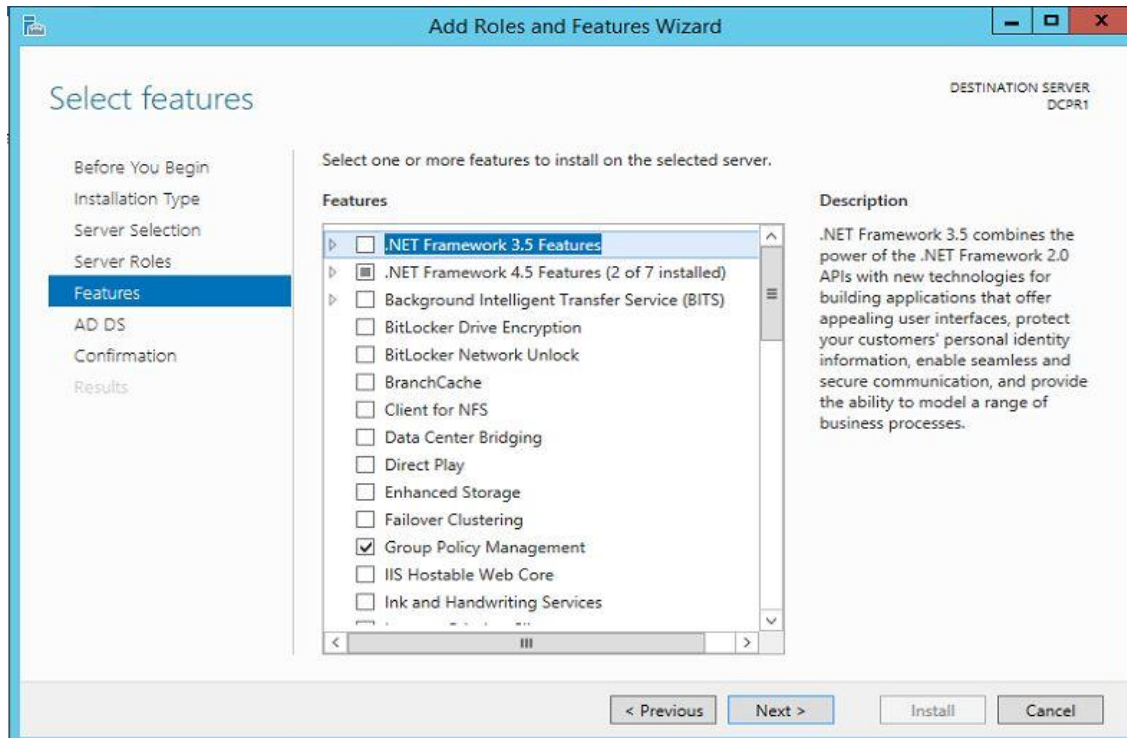 Add Roles and Features Wizard
Select features
DESTINATION SERVER
DCPR1
Before You Begin
Installation Type
Server Selection
Server Roles
Features
AD DS
Confirmation
Results
Select one or more features to install on the selected server.
Features
.NET Framework 3.5 Features
.NET Framework 4.5 Features (2 of 7 installed)
Background Intelligent Transfer Service (BITS)
BitLocker Drive Encryption
BitLocker Network Unlock
BranchCache
Client for NFS
Data Center Bridging
Direct Play
Enhanced Storage
Failover Clustering
Group Policy Management
IIS Hostable Web Core
Ink and Handwriting Services
Description
.NET Framework 3.5 combines the
power of the .NET Framework 2.0
APIs with new technologies for
building applications that offer
appealing user interfaces, protect
your customers' personal identity
information, enable seamless and
secure communication, and provide
the ability to model a range of
business processes.
< Previous
Next >
Install
Cancel